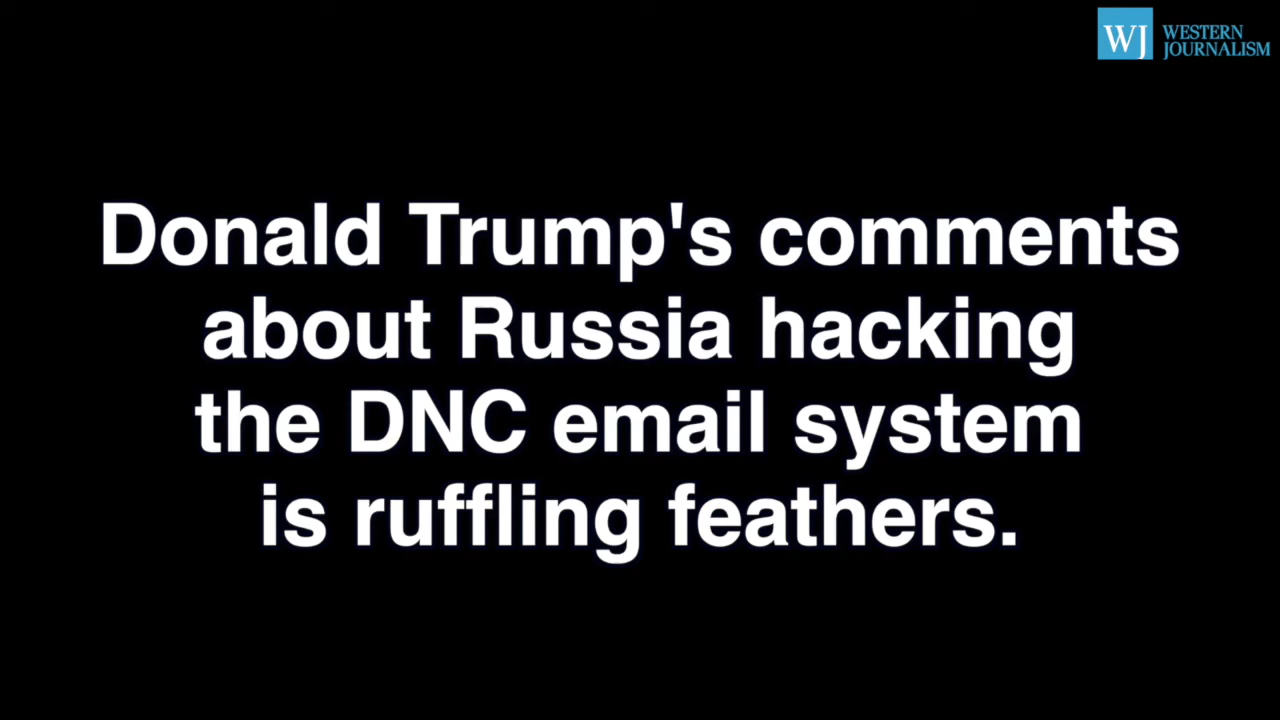 WJ
WESTERN
JOURNALISM
Donald Trump's comments
about Russia hacking
the DNC email system
is ruffling feathers.